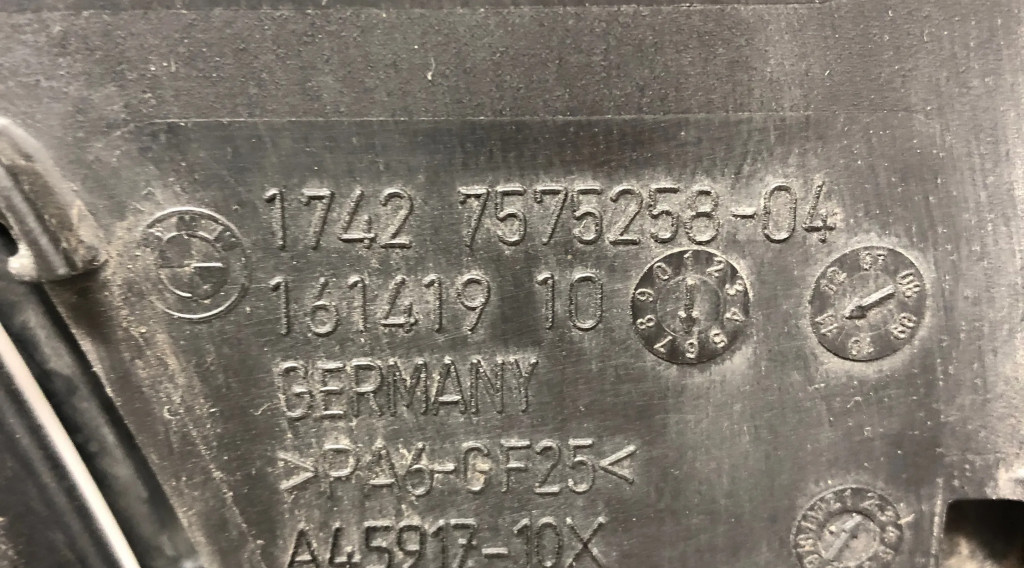 1742 7575258-04
161419 10
GERMANY
>PA6-GF25<
A45917-10X